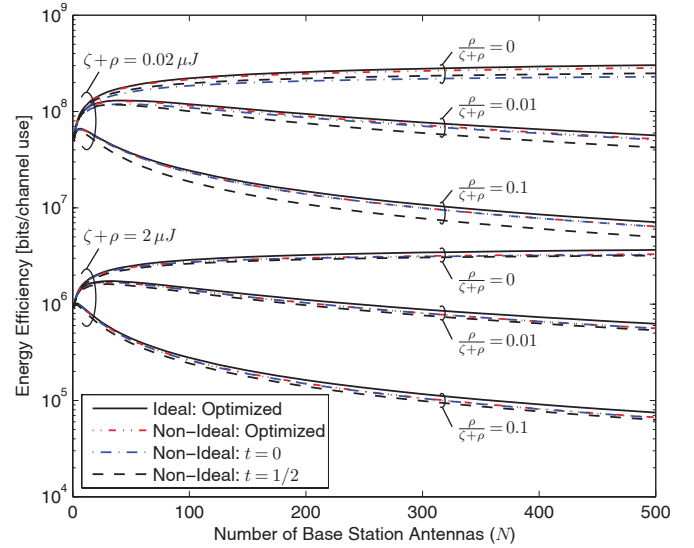 Energy Efficiency [bits/channel use]
10^9
10^8
10^7
10^6
10^5
10^4
ζ+ρ = 0.02 μJ
ρ/(ζ+ρ) = 0
ρ/(ζ+ρ) = 0.01
ρ/(ζ+ρ) = 0.1
ζ+ρ = 2 μJ
ρ/(ζ+ρ) = 0
ρ/(ζ+ρ) = 0.01
ρ/(ζ+ρ) = 0.1
Ideal: Optimized
Non−Ideal: Optimized
Non−Ideal: t = 0
Non−Ideal: t = 1/2
0 100 200 300 400 500
Number of Base Station Antennas (N)